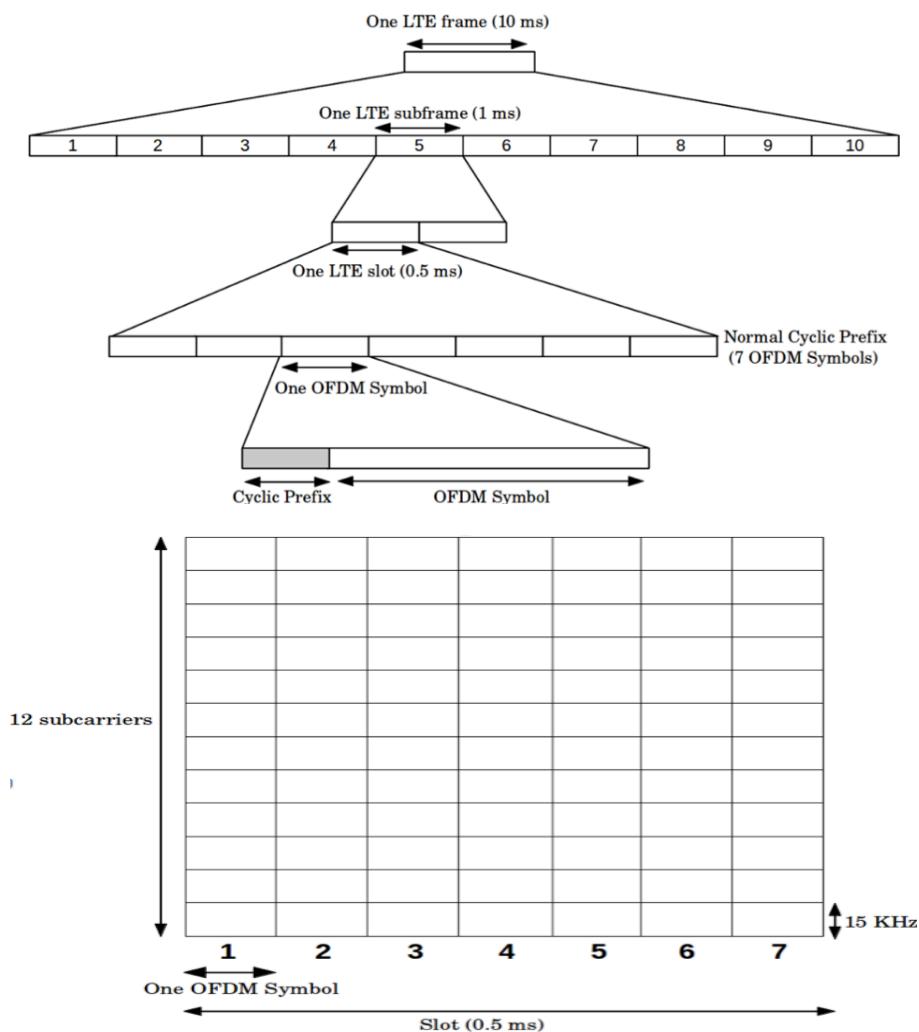 One LTE frame (10 ms)
One LTE subframe (1 ms)
1 2 3 4 5 6 7 8 9 10
One LTE slot (0.5 ms)
Normal Cyclic Prefix
(7 OFDM Symbols)
One OFDM Symbol
Cyclic Prefix
OFDM Symbol
12 subcarriers
15 KHz
1 2 3 4 5 6 7
One OFDM Symbol
Slot (0.5 ms)